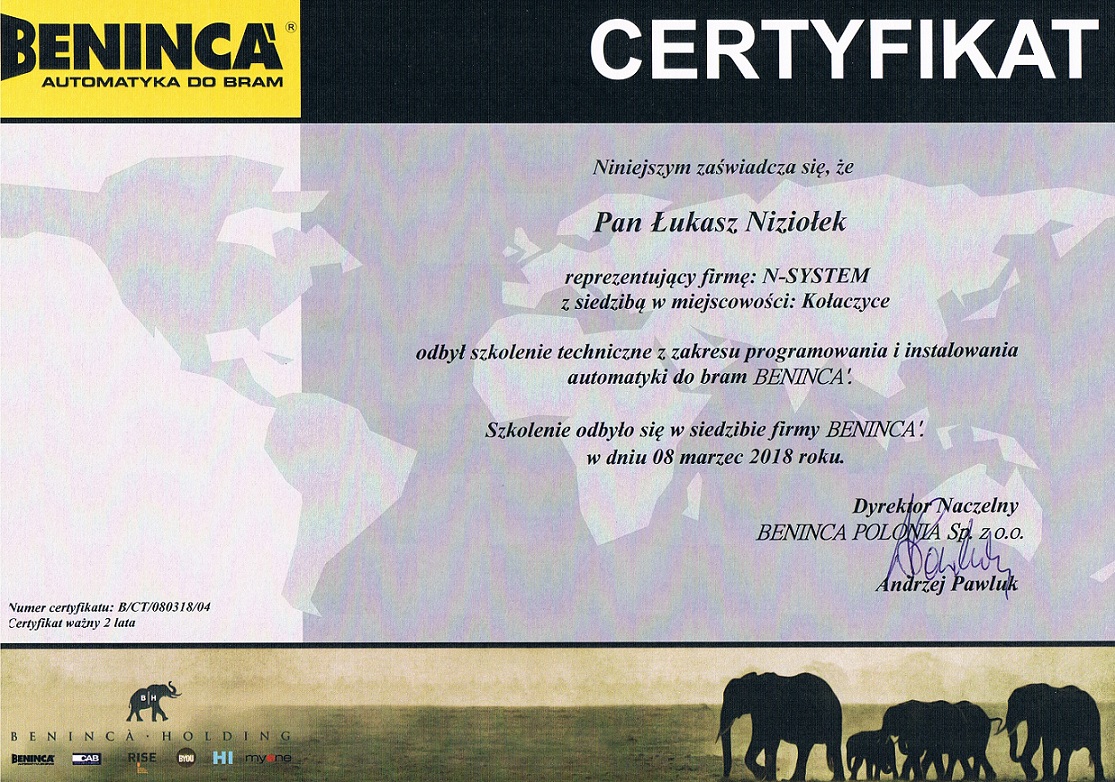 BENINCA'®
AUTOMATYKA DO BRAM
CERTYFIKAT
Niniejszym zaświadcza się, że
Pan Łukasz Niziołek
reprezentujący firmę: N-SYSTEM
z siedzibą w miejscowości: Kołaczyce
odbył szkolenie techniczne z zakresu programowania i instalowania
automatyki do bram BENINCA'.
Szkolenie odbyło się w siedzibie firmy BENINCA'.
w dniu 08 marzec 2018 roku.
Dyrektor Naczelny
BENINCA POLONIA Sp. z o.o.
Andrzej Pawluk
Numer certyfikatu: B/CT/080318/04
Certyfikat ważny 2 lata
B H
BENINCÀ · HOLDING
BENINCA' CAB RISE BYOU HI myone